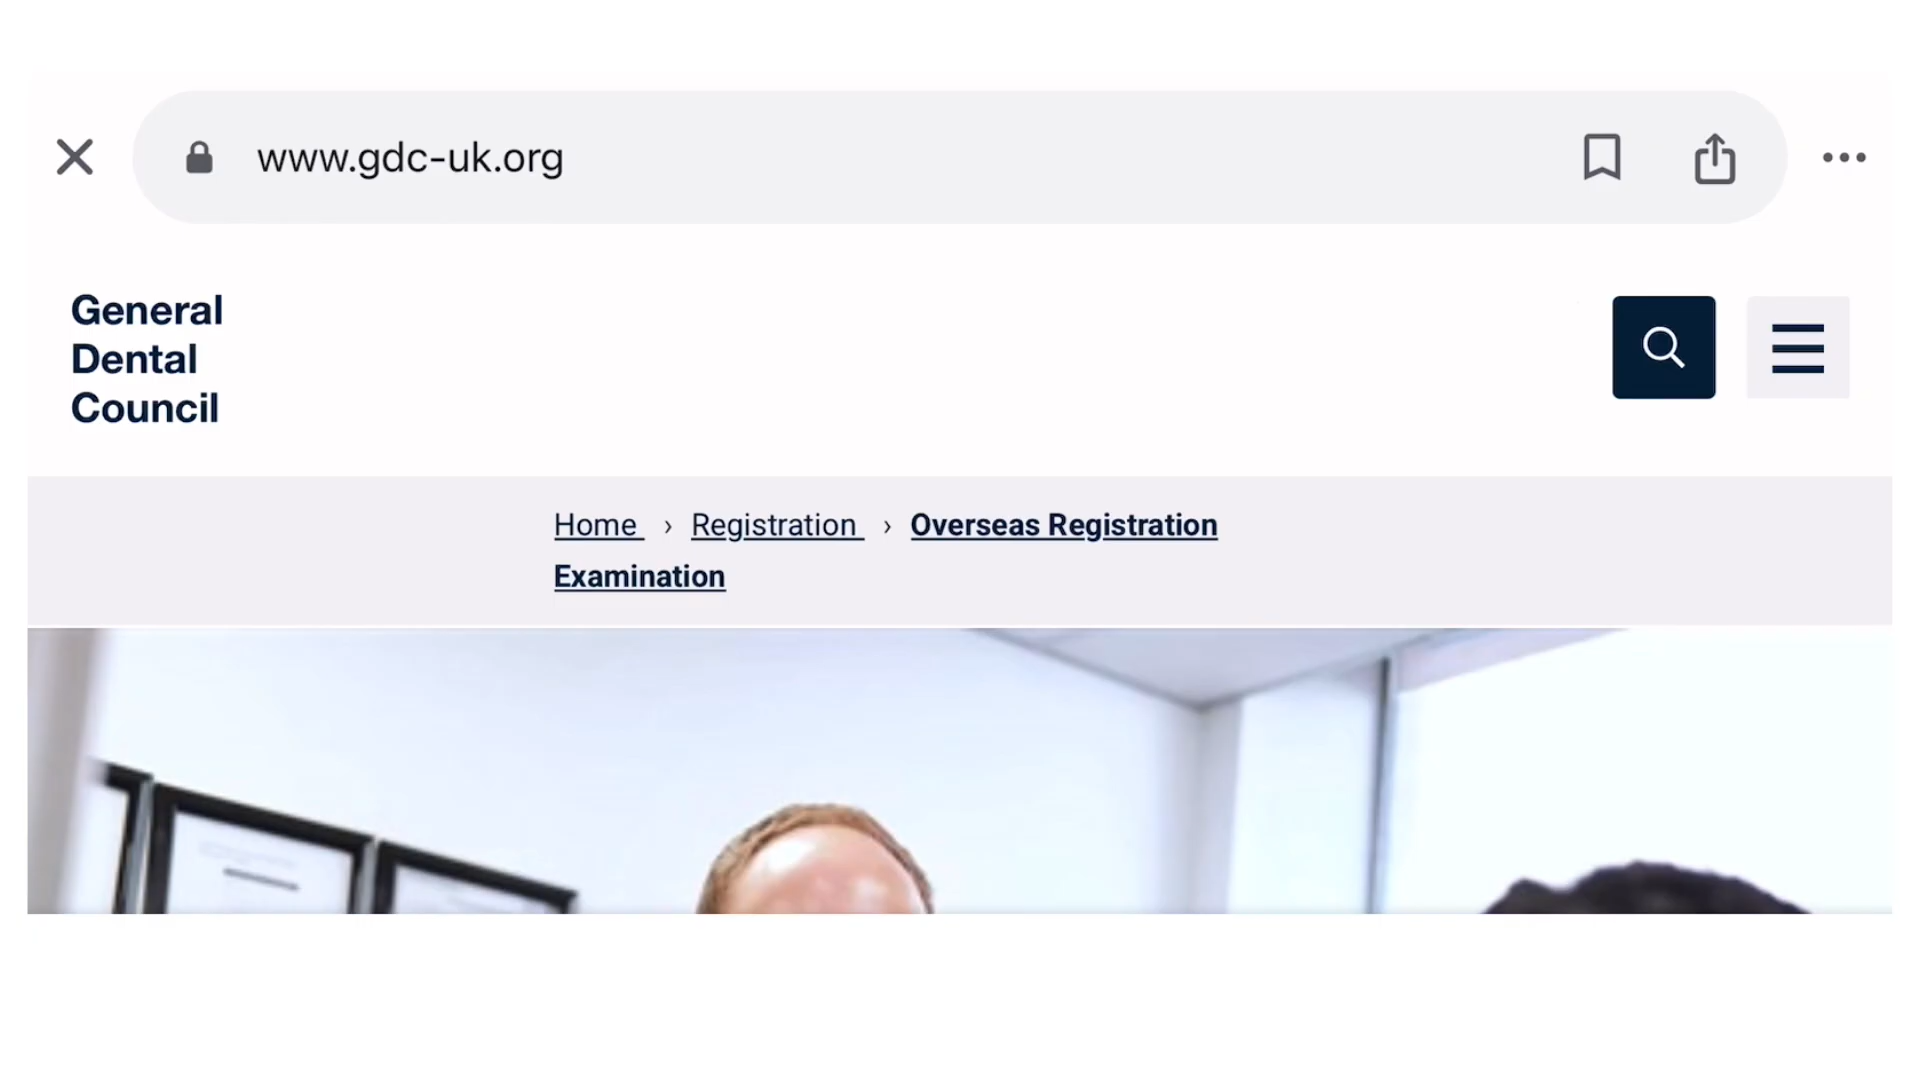 www.gdc-uk.org
General
Dental
Council
Home › Registration › Overseas Registration
Examination